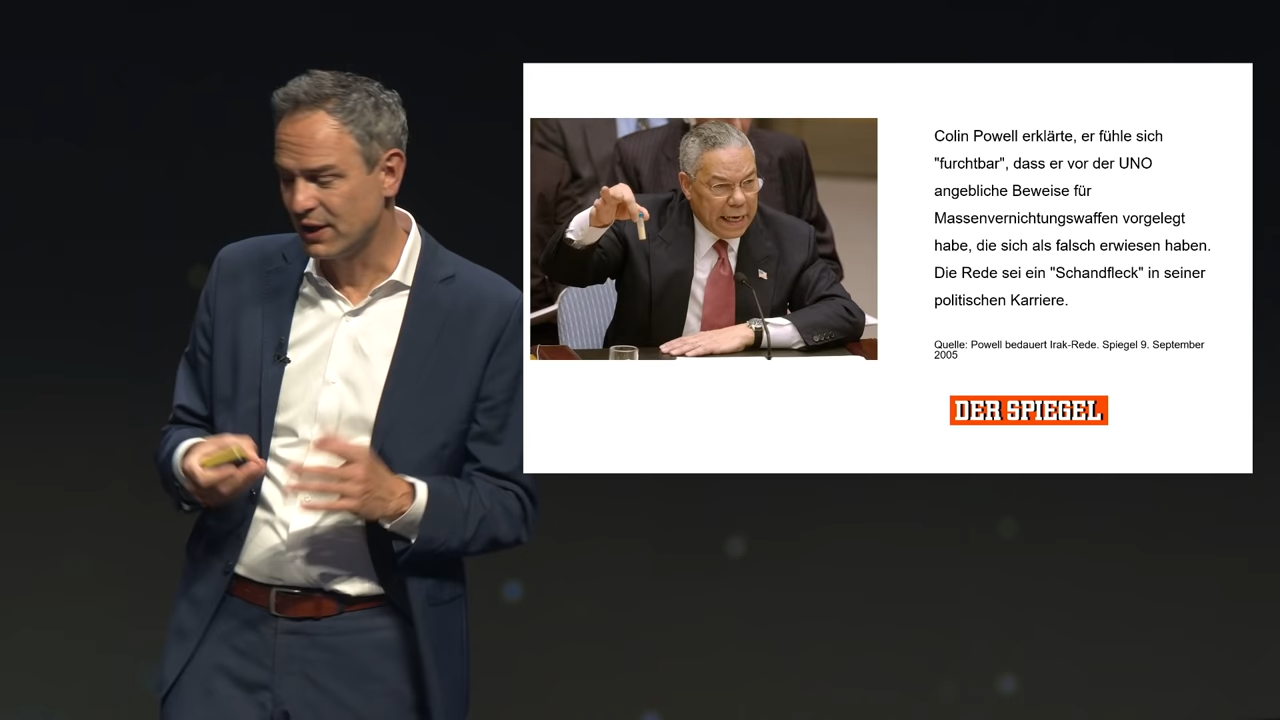 Colin Powell erklärte, er fühle sich
"furchtbar", dass er vor der UNO
angebliche Beweise für
Massenvernichtungswaffen vorgelegt
habe, die sich als falsch erwiesen haben.
Die Rede sei ein "Schandfleck" in seiner
politischen Karriere.
Quelle: Powell bedauert Irak-Rede. Spiegel 9. September
2005
DER SPIEGEL